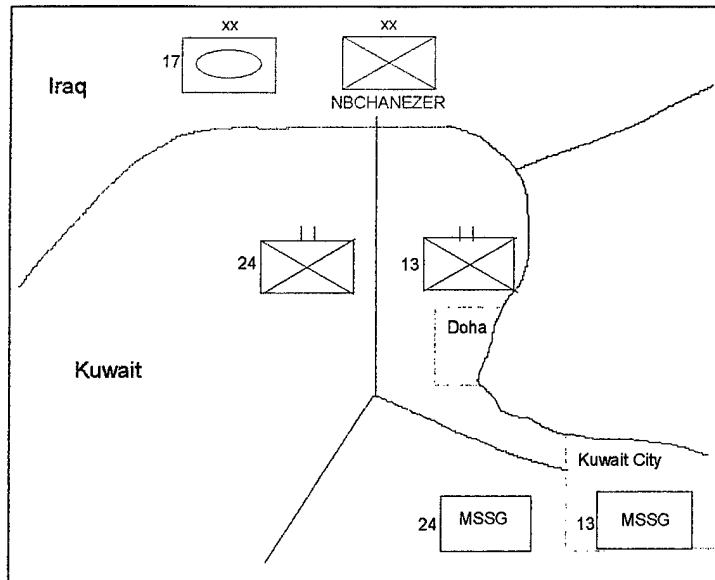 xx xx
17
Iraq
NBCHANEZER
24 13
Doha
Kuwait
Kuwait City
24 MSSG 13 MSSG